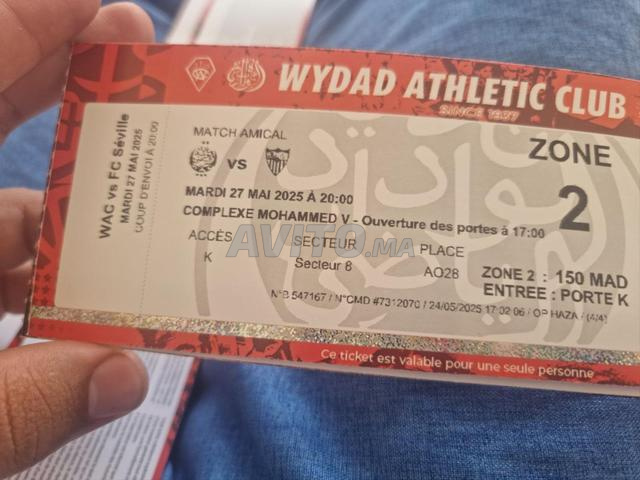 WYDAD ATHLETIC CLUB
SINCE 1937
WAC vs FC Séville
MARDI 27 MAI 2025
COUP D'ENVOI À 20:00
MATCH AMICAL
VS
MARDI 27 MAI 2025 À 20:00
COMPLEXE MOHAMMED V - Ouverture des portes à 17:00
ZONE
2
ACCÈS
K
SECTEUR
Secteur 8
PLACE
AO28
ZONE 2 : 150 MAD
ENTREE : PORTE K
N°B 547167 / N°CMD #7312070 / 24/05/2025 17:02:06 / OP HAZA / (4/4)
Ce ticket est valable pour une seule personne
AVITO.MA